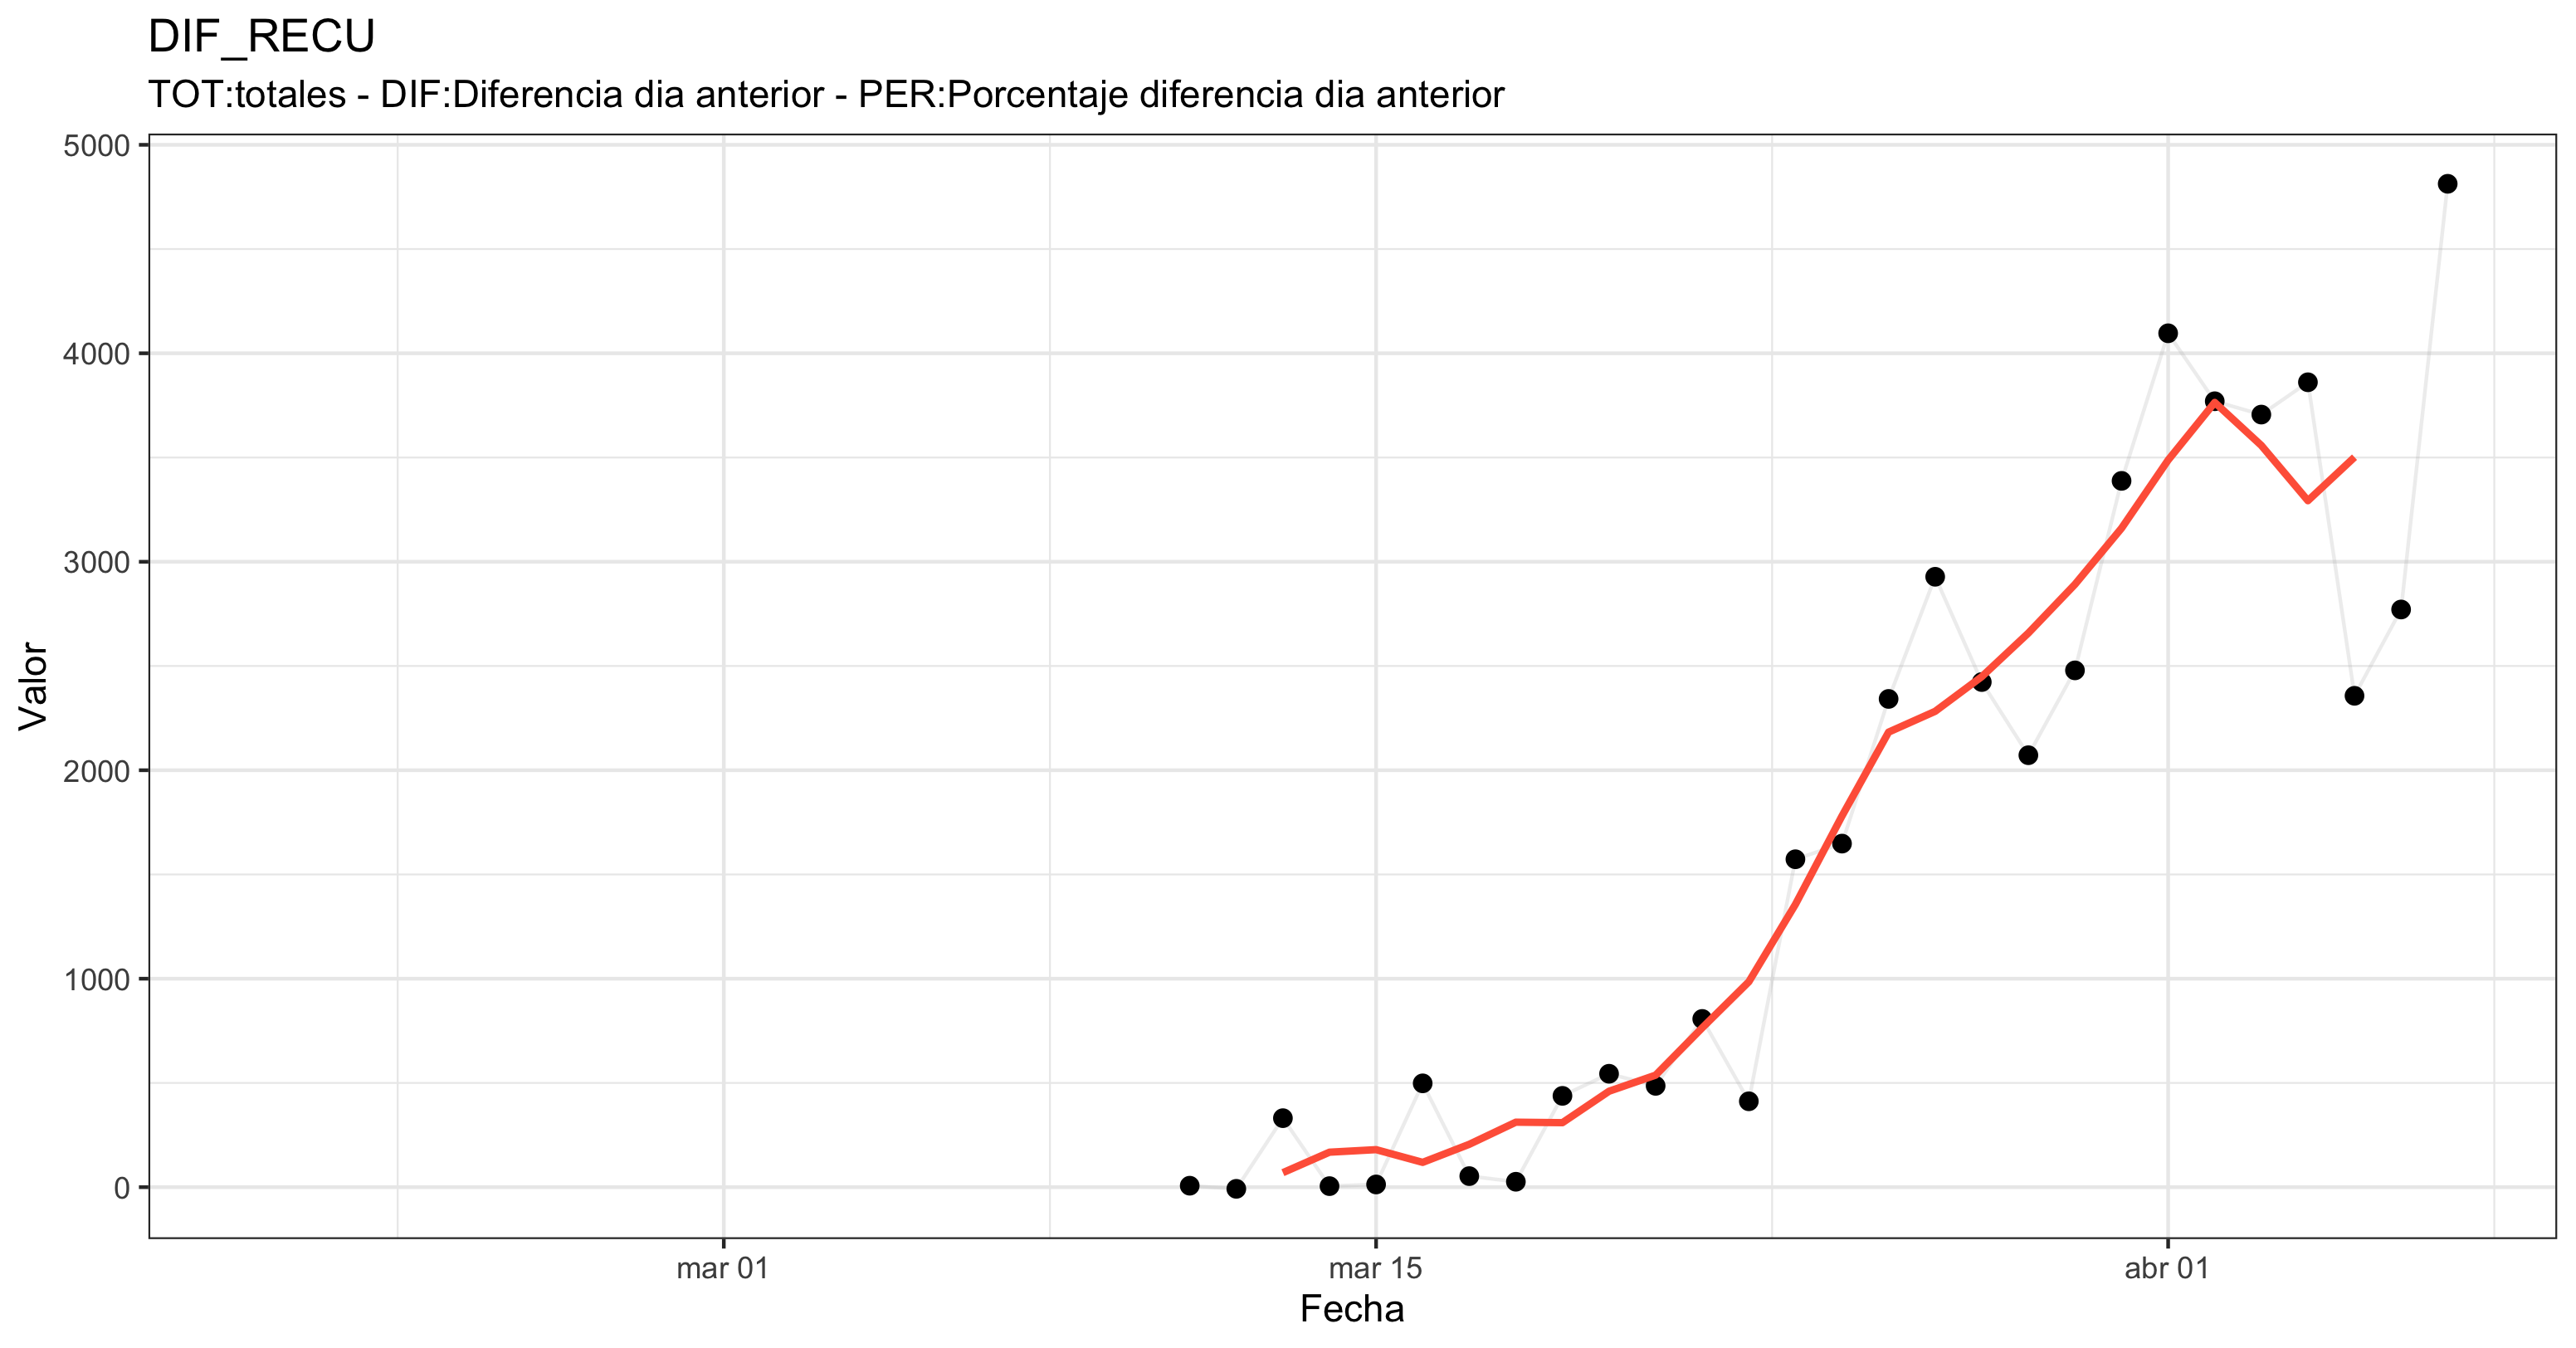 DIF_RECU
TOT:totales - DIF:Diferencia dia anterior - PER:Porcentaje diferencia dia anterior
5000
4000
3000
2000
1000
0
Valor
mar 01
mar 15
abr 01
Fecha